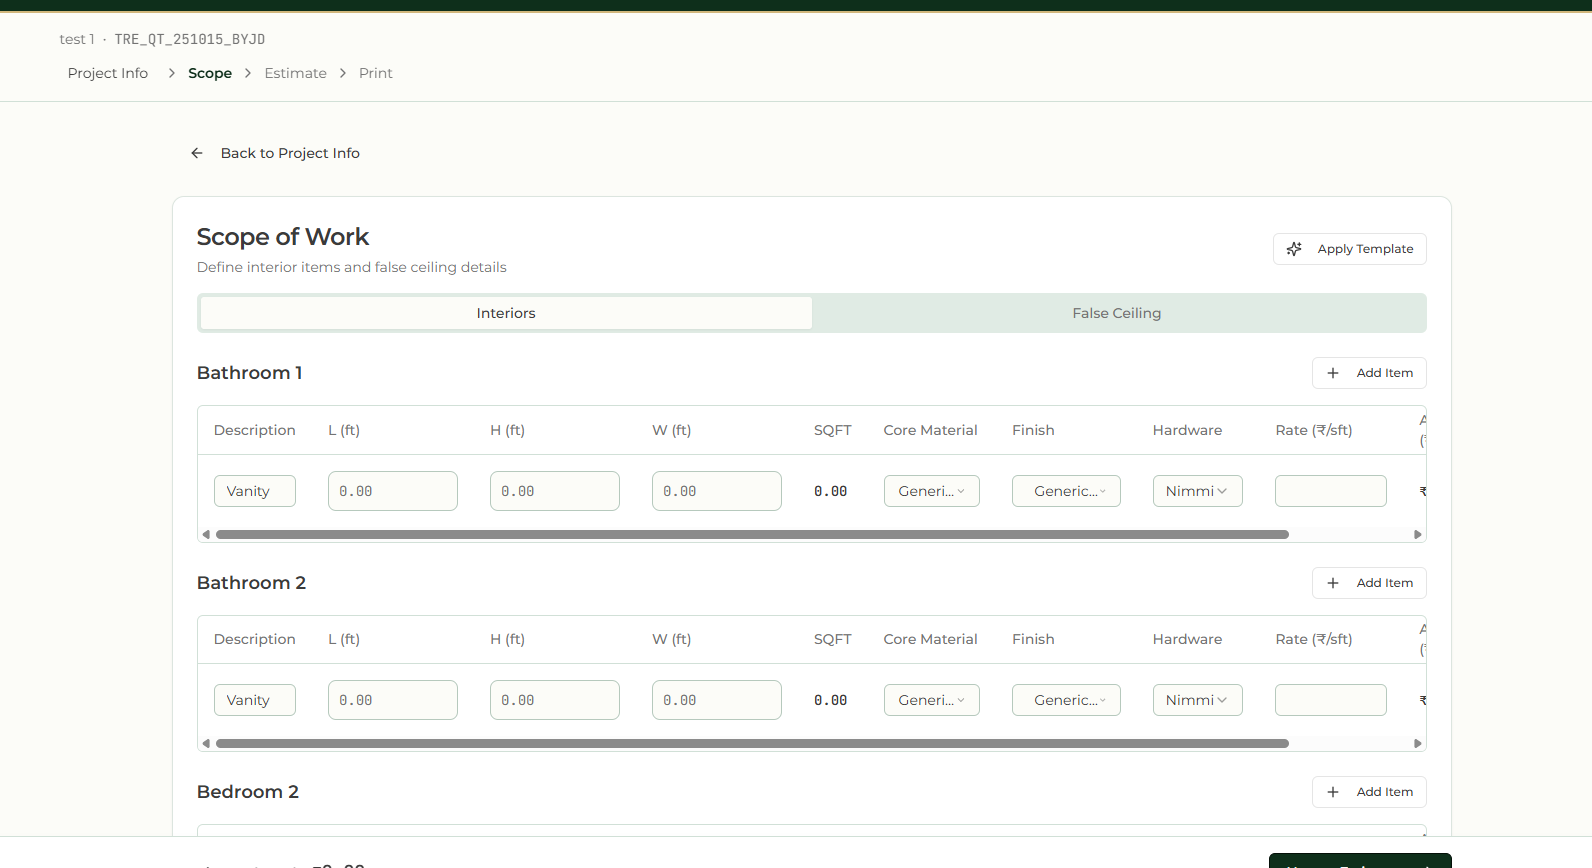 test 1 · TRE_QT_251015_BYJD
Project Info > Scope > Estimate > Print
Back to Project Info
Scope of Work
Define interior items and false ceiling details
Apply Template
Interiors
False Ceiling
Bathroom 1
Add Item
Description L (ft) H (ft) W (ft) SQFT Core Material Finish Hardware Rate (₹/sft)
Vanity 0.00 0.00 0.00 0.00 Generi... Generic... Nimmi ₹
Bathroom 2
Add Item
Description L (ft) H (ft) W (ft) SQFT Core Material Finish Hardware Rate (₹/sft)
Vanity 0.00 0.00 0.00 0.00 Generi... Generic... Nimmi ₹
Bedroom 2
Add Item